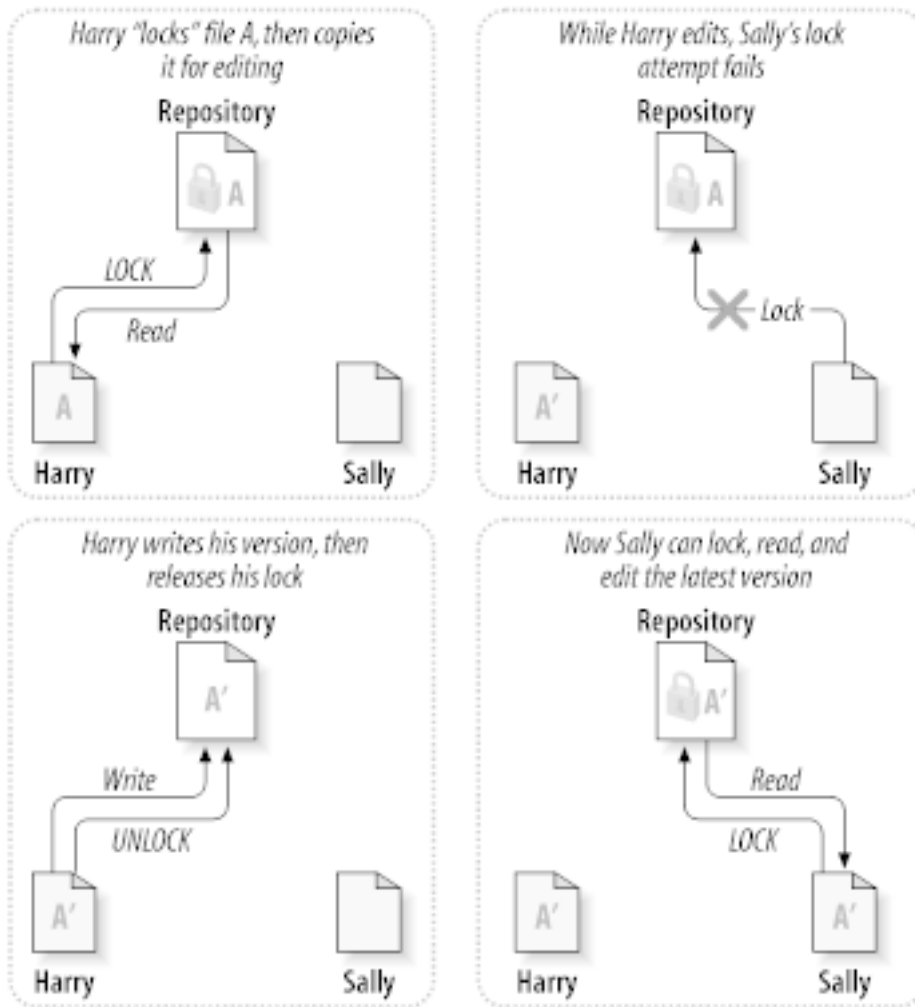 Harry “locks” file A, then copies
it for editing
Repository
A
LOCK
Read
A
Harry
Sally
While Harry edits, Sally’s lock
attempt fails
Repository
A
Lock
A’
Harry
Sally
Harry writes his version, then
releases his lock
Repository
A’
Write
UNLOCK
A’
Harry
Sally
Now Sally can lock, read, and
edit the latest version
Repository
A’
Read
LOCK
A’
A’
Harry
Sally